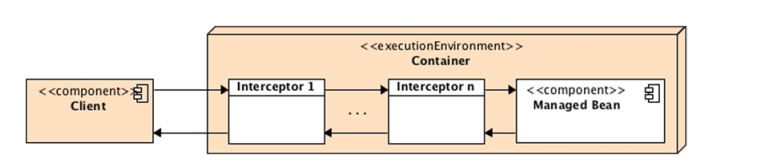 <<executionEnvironment>>
Container
<<component>>
Client
Interceptor 1
...
Interceptor n
<<component>>
Managed Bean